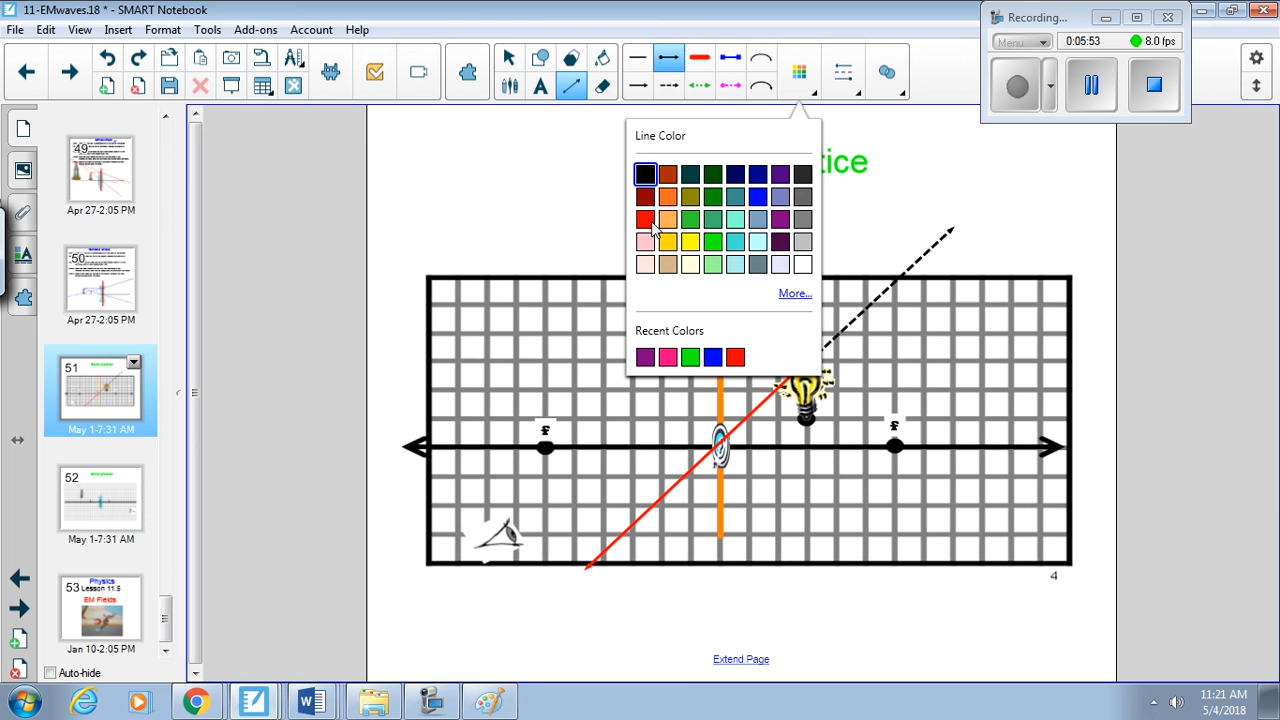 11-EMwaves.18 * - SMART Notebook
File Edit View Insert Format Tools Add-ons Account Help
Recording...
Menu
0:05:53
8.0 fps
Line Color
More...
Recent Colors
tice
49
Apr 27-2:05 PM
50
Apr 27-2:05 PM
51
May 1-7:31 AM
52
May 1-7:31 AM
53
Physics
Lesson 11.5
EM Fields
Jan 10-2:05 PM
Auto-hide
f
f
4
Extend Page
11:21 AM
5/4/2018